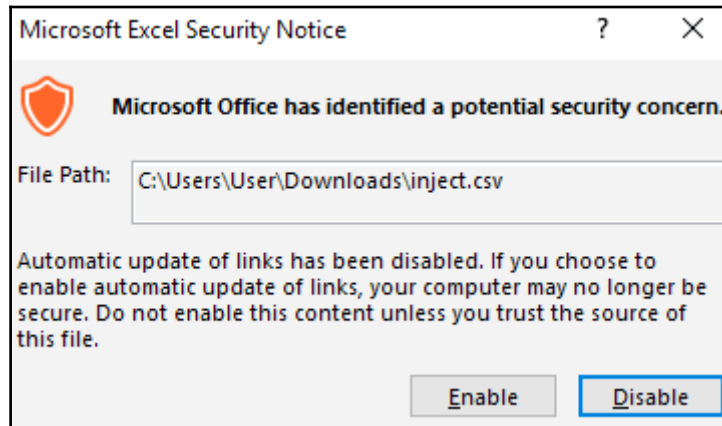 Microsoft Excel Security Notice ? ×
Microsoft Office has identified a potential security concern.
File Path: C:\Users\User\Downloads\inject.csv
Automatic update of links has been disabled. If you choose to
enable automatic update of links, your computer may no longer be
secure. Do not enable this content unless you trust the source of
this file.
Enable Disable